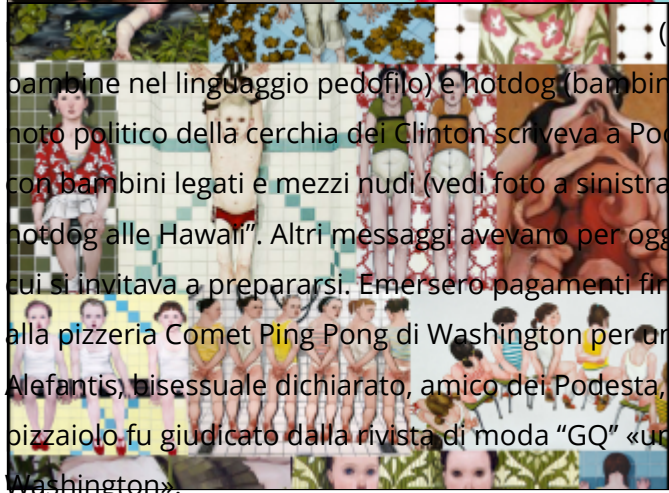 (
bambine nel linguaggio pedofilo) e hotdog (bambin
noto politico della cerchia dei Clinton scriveva a Po
con bambini legati e mezzi nudi (vedi foto a sinistra
hotdog alle Hawaii”. Altri messaggi avevano per ogg
cui si invitava a prepararsi. Emersero pagamenti fir
alla pizzeria Comet Ping Pong di Washington per un
Alefantis, bisessuale dichiarato, amico dei Podesta,
pizzaiolo fu giudicato dalla rivista di moda “GQ” «un
Washington».